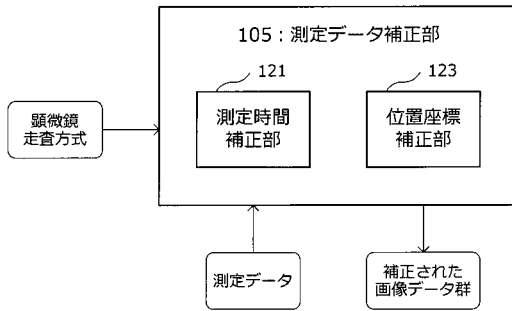 105：測定データ補正部
121
測定時間
補正部
123
位置座標
補正部
顕微鏡
走査方式
測定データ
補正された
画像データ群